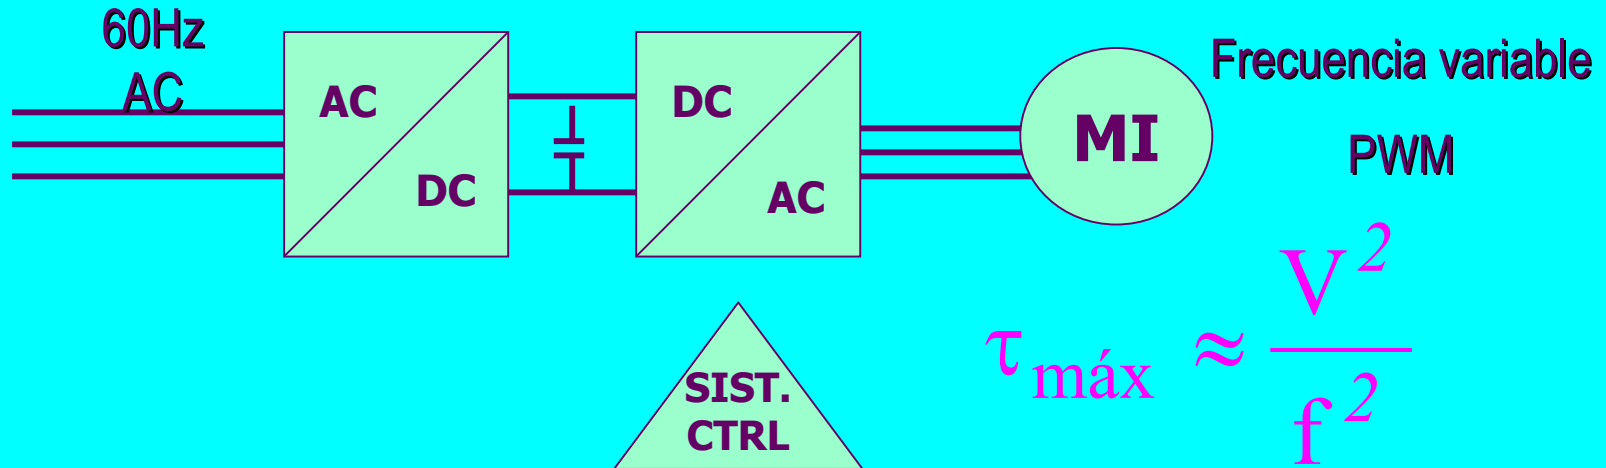 60Hz
AC
AC
DC
DC
AC
MI
Frecuencia variable
PWM
SIST.
CTRL
τ máx ≈ V²
f²